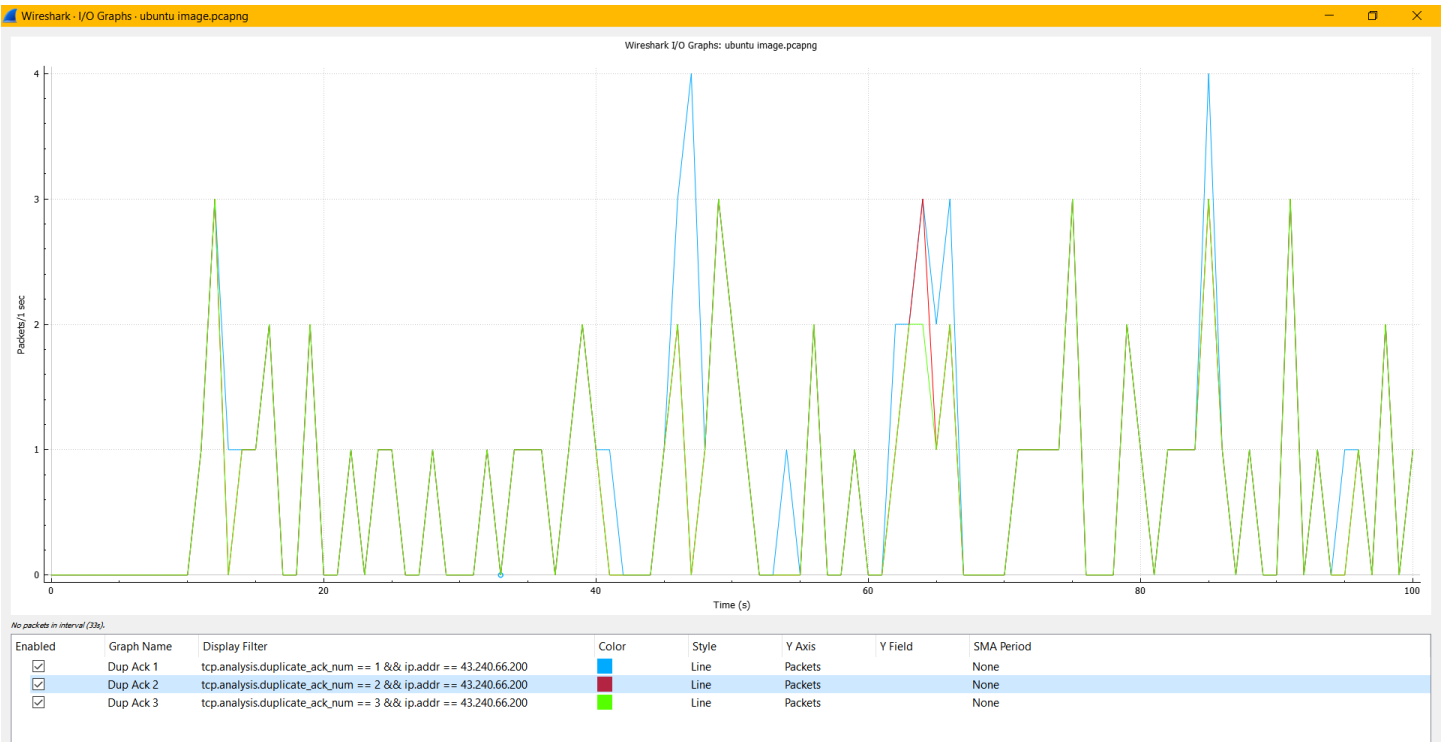 Wireshark · I/O Graphs · ubuntu image.pcapng
Wireshark I/O Graphs: ubuntu image.pcapng
4
3
2
1
0
Packets/1 sec
0 20 40 60 80 100
Time (s)
No packets in interval (33s).
Enabled Graph Name Display Filter Color Style Y Axis Y Field SMA Period
Dup Ack 1 tcp.analysis.duplicate_ack_num == 1 && ip.addr == 43.240.66.200 Line Packets None
Dup Ack 2 tcp.analysis.duplicate_ack_num == 2 && ip.addr == 43.240.66.200 Line Packets None
Dup Ack 3 tcp.analysis.duplicate_ack_num == 3 && ip.addr == 43.240.66.200 Line Packets None